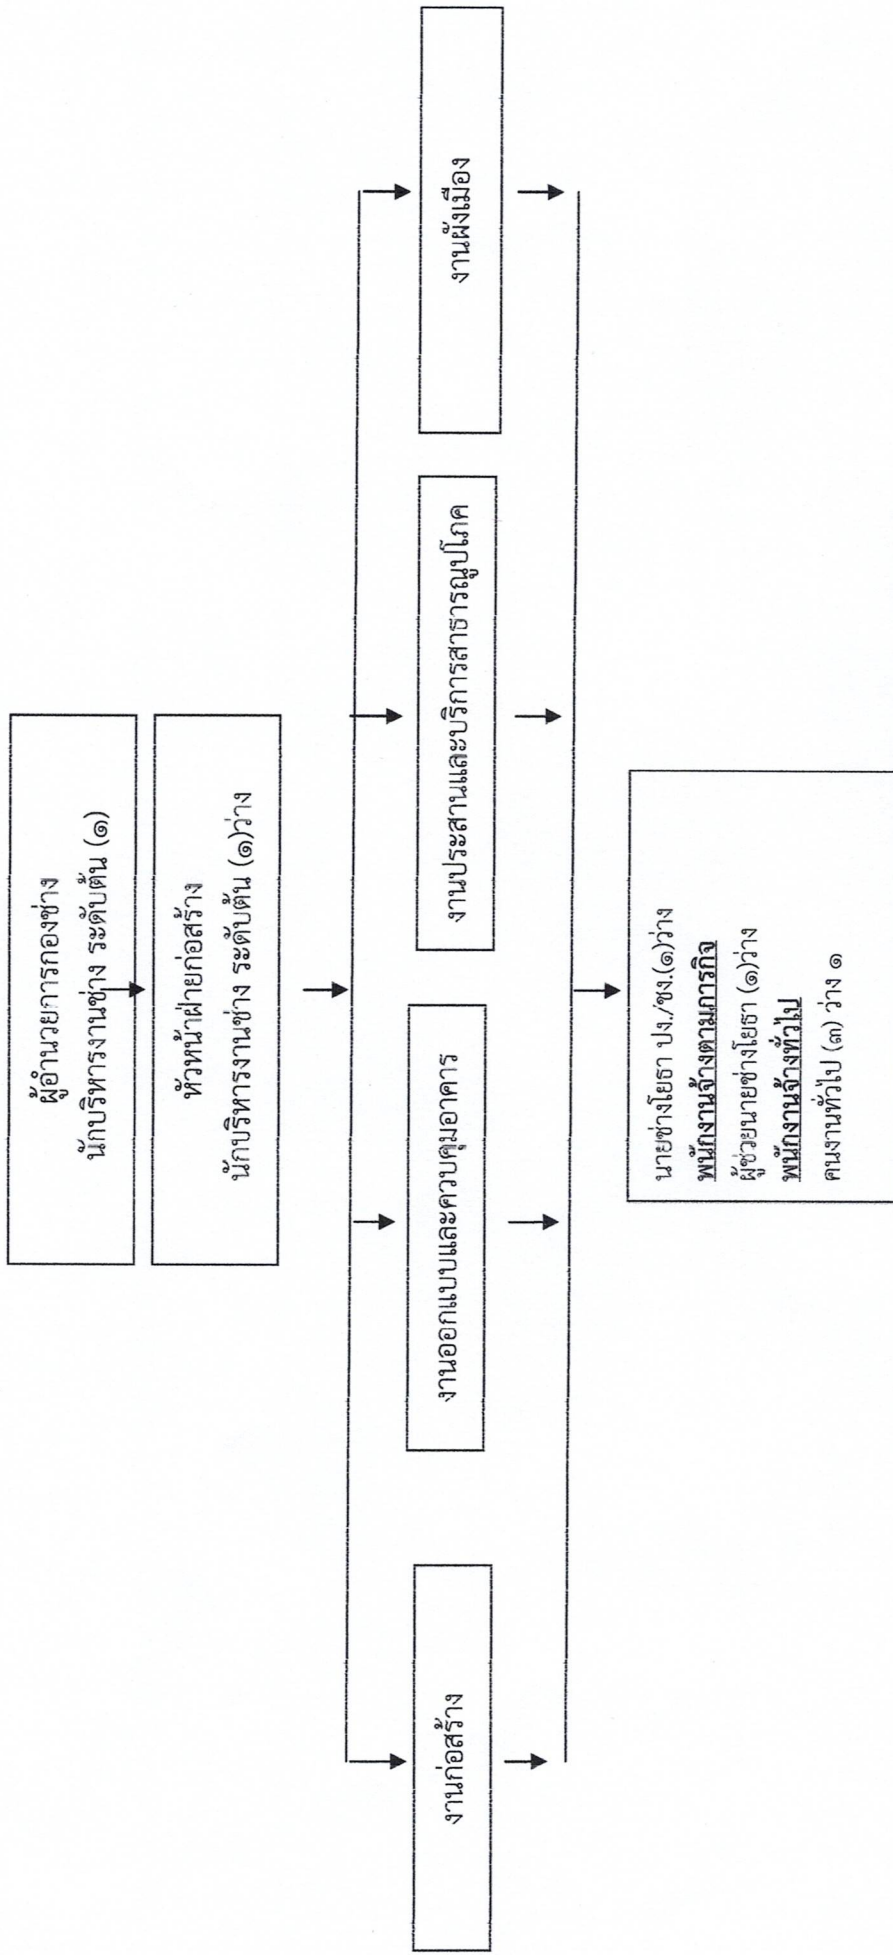 ผู้อำนวยการกองช่าง
นักบริหารงานช่าง ระดับต้น (๑)
หัวหน้าฝ่ายก่อสร้าง
นักบริหารงานช่าง ระดับต้น (๑)ว่าง
งานก่อสร้าง
งานออกแบบและควบคุมอาคาร
งานประสานและบริการสาธารณูปโภค
งานผังเมือง
นายช่างโยธา ปง./ชง.(๑)ว่าง
พนักงานจ้างตามภารกิจ
ผู้ช่วยนายช่างโยธา (๑)ว่าง
พนักงานจ้างทั่วไป
คนงานทั่วไป (๓) ว่าง ๑